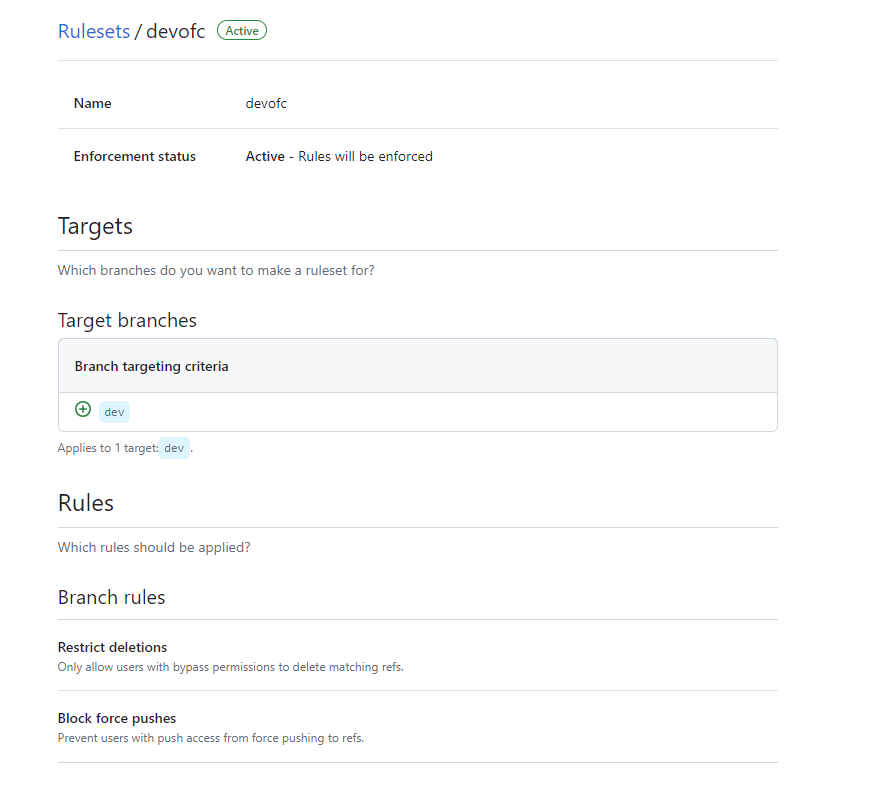 Rulesets / devofc Active
Name devofc
Enforcement status Active - Rules will be enforced
Targets
Which branches do you want to make a ruleset for?
Target branches
Branch targeting criteria
dev
Applies to 1 target: dev .
Rules
Which rules should be applied?
Branch rules
Restrict deletions
Only allow users with bypass permissions to delete matching refs.
Block force pushes
Prevent users with push access from force pushing to refs.